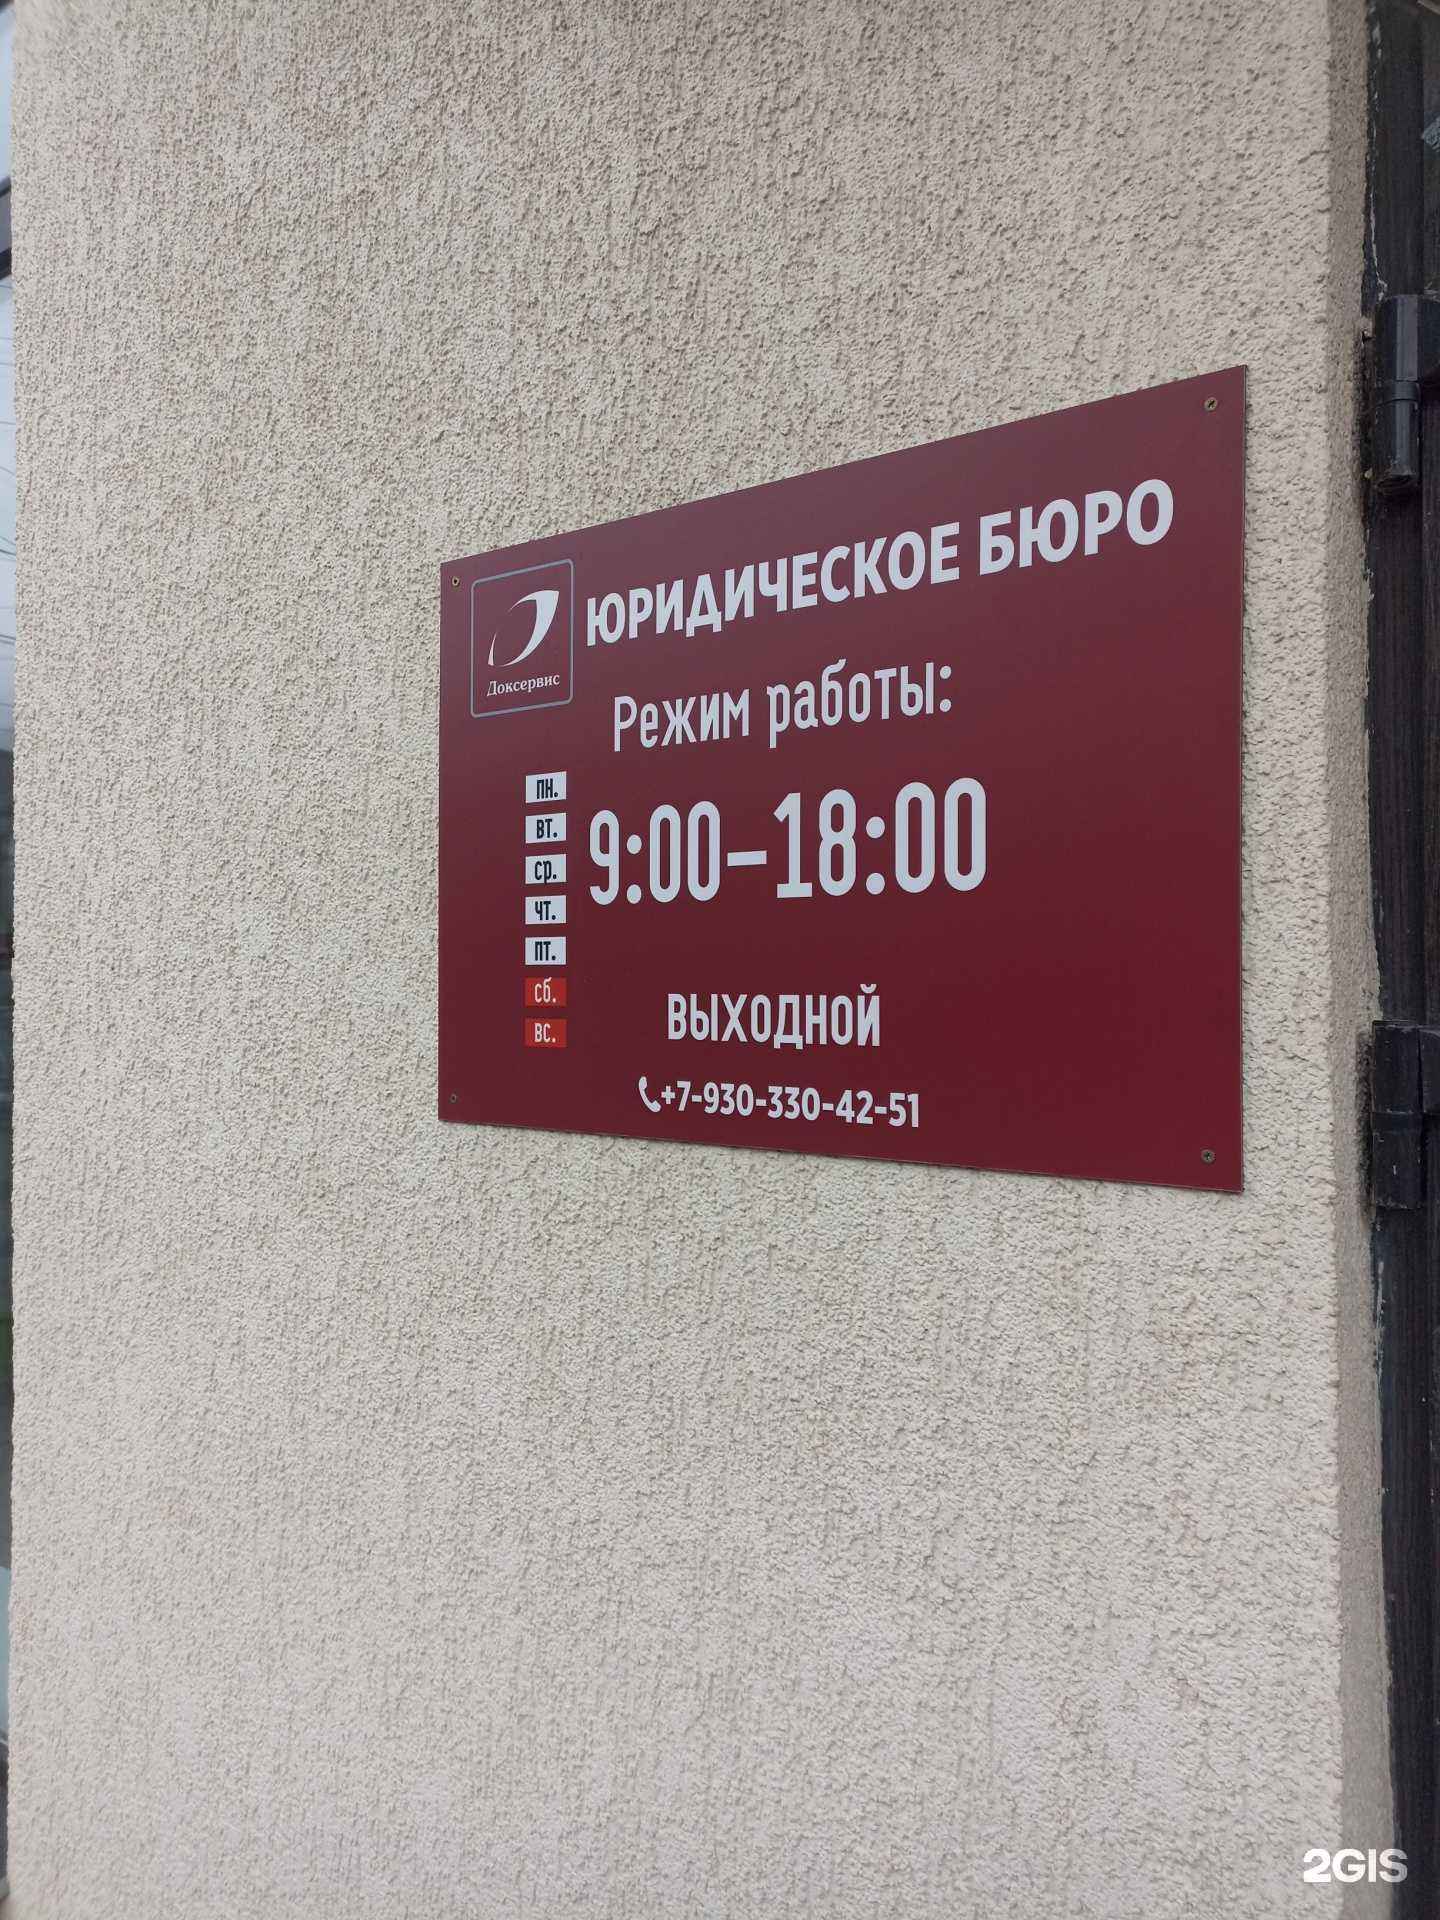 ЮРИДИЧЕСКОЕ БЮРО
Доксервис
Режим работы:
пн.
вт.
ср.
чт.
пт.
9:00–18:00
сб.
вс.
ВЫХОДНОЙ
+7-930-330-42-51
2GIS